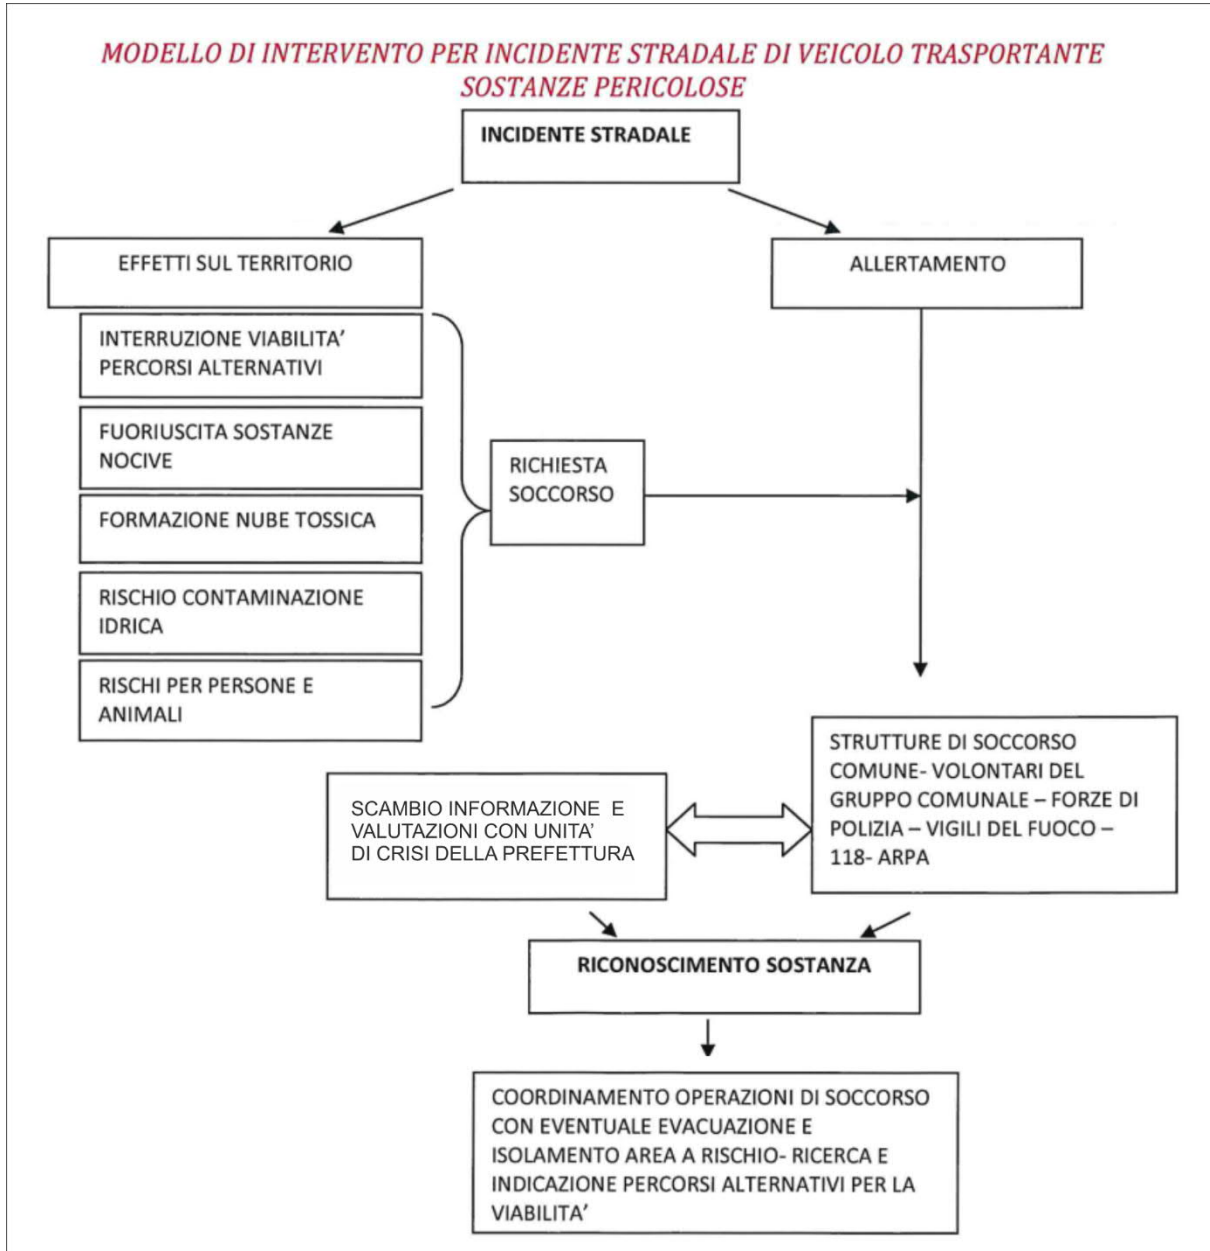 MODELLO DI INTERVENTO PER INCIDENTE STRADALE DI VEICOLO TRASPORTANTE
SOSTANZE PERICOLOSE
INCIDENTE STRADALE
EFFETTI SUL TERRITORIO
ALLERTAMENTO
INTERRUZIONE VIABILITA’
PERCORSI ALTERNATIVI
FUORIUSCITA SOSTANZE
NOCIVE
FORMAZIONE NUBE TOSSICA
RISCHIO CONTAMINAZIONE
IDRICA
RISCHI PER PERSONE E
ANIMALI
RICHIESTA
SOCCORSO
STRUTTURE DI SOCCORSO
COMUNE- VOLONTARI DEL
GRUPPO COMUNALE – FORZE DI
POLIZIA – VIGILI DEL FUOCO –
118- ARPA
SCAMBIO INFORMAZIONE E
VALUTAZIONI CON UNITA’
DI CRISI DELLA PREFETTURA
RICONOSCIMENTO SOSTANZA
COORDINAMENTO OPERAZIONI DI SOCCORSO
CON EVENTUALE EVACUAZIONE E
ISOLAMENTO AREA A RISCHIO- RICERCA E
INDICAZIONE PERCORSI ALTERNATIVI PER LA
VIABILITA’